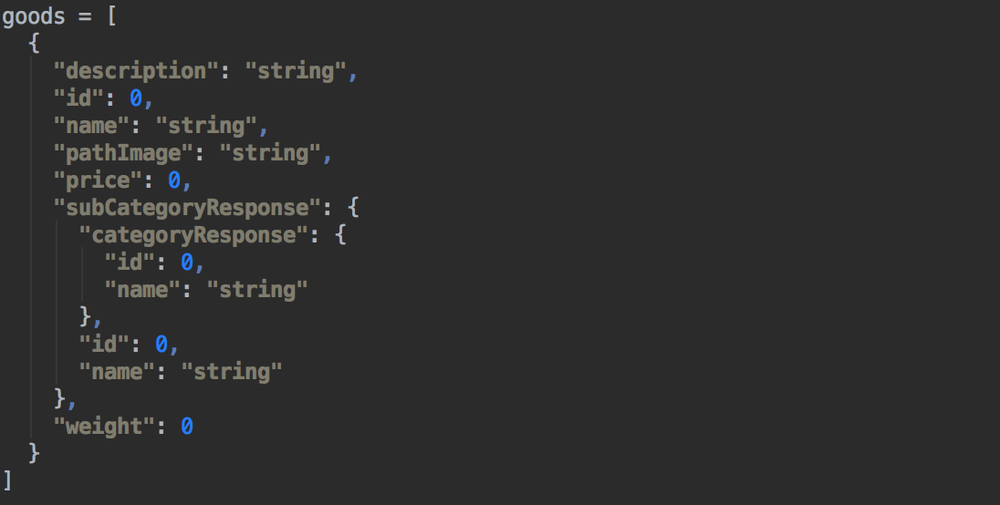 goods = [
  {
    "description": "string",
    "id": 0,
    "name": "string",
    "pathImage": "string",
    "price": 0,
    "subCategoryResponse": {
      "categoryResponse": {
        "id": 0,
        "name": "string"
      },
      "id": 0,
      "name": "string"
    },
    "weight": 0
  }
]